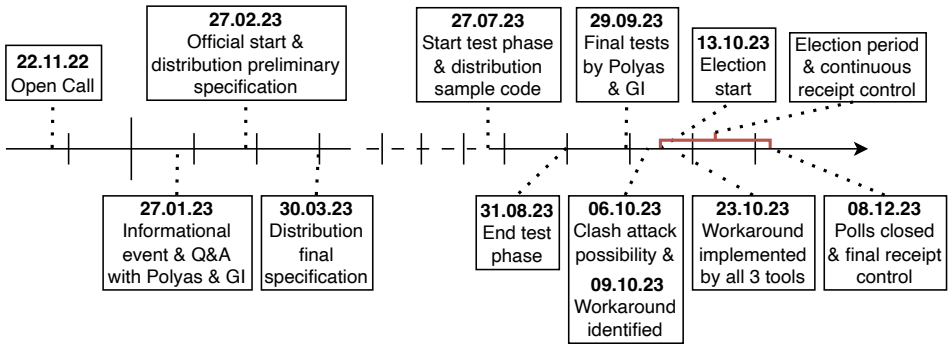 22.11.22
Open Call
27.02.23
Official start &
distribution preliminary
specification
27.07.23
Start test phase
& distribution
sample code
29.09.23
Final tests
by Polyas
& GI
13.10.23
Election
start
Election period
& continuous
receipt control
27.01.23
Informational
event & Q&A
with Polyas & GI
30.03.23
Distribution
final
specification
31.08.23
End test
phase
06.10.23
Clash attack
possibility &
09.10.23
Workaround
identified
23.10.23
Workaround
implemented
by all 3 tools
08.12.23
Polls closed
& final receipt
control